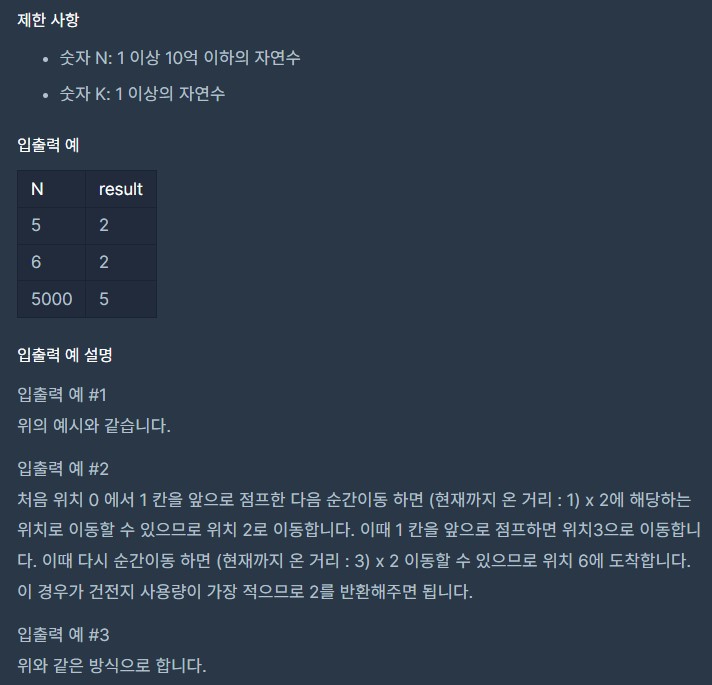 제한 사항
• 숫자 N: 1 이상 10억 이하의 자연수
• 숫자 K: 1 이상의 자연수
입출력 예
N result
5 2
6 2
5000 5
입출력 예 설명
입출력 예 #1
위의 예시와 같습니다.
입출력 예 #2
처음 위치 0 에서 1 칸을 앞으로 점프한 다음 순간이동 하면 (현재까지 온 거리 : 1) x 2에 해당하는
위치로 이동할 수 있으므로 위치 2로 이동합니다. 이때 1 칸을 앞으로 점프하면 위치3으로 이동합니
다. 이때 다시 순간이동 하면 (현재까지 온 거리 : 3) x 2 이동할 수 있으므로 위치 6에 도착합니다.
이 경우가 건전지 사용량이 가장 적으므로 2를 반환해주면 됩니다.
입출력 예 #3
위와 같은 방식으로 합니다.